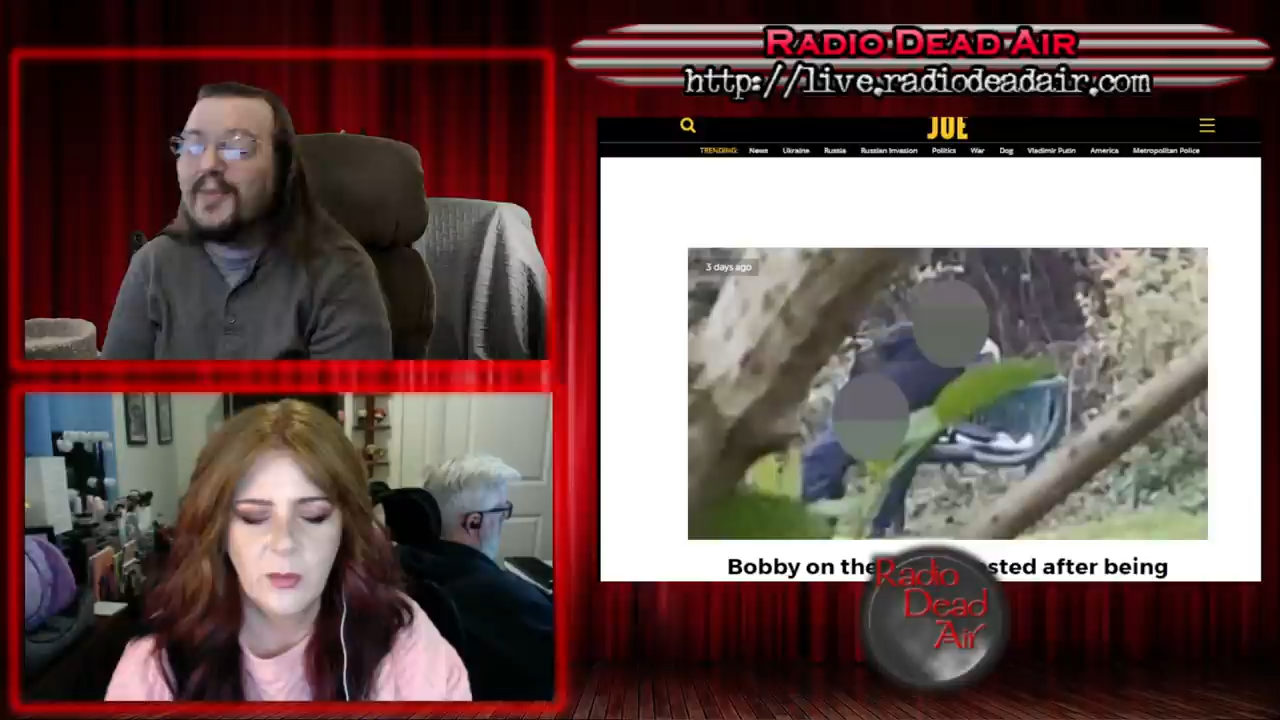 RADIO DEAD AIR
http://live.radiodeadair.com
JOE
TRENDING: News Ukraine Russia Russian Invasion Politics War Dog Vladimir Putin America Metropolitan Police
3 days ago
Bobby on the sted after being
Radio
Dead
Air